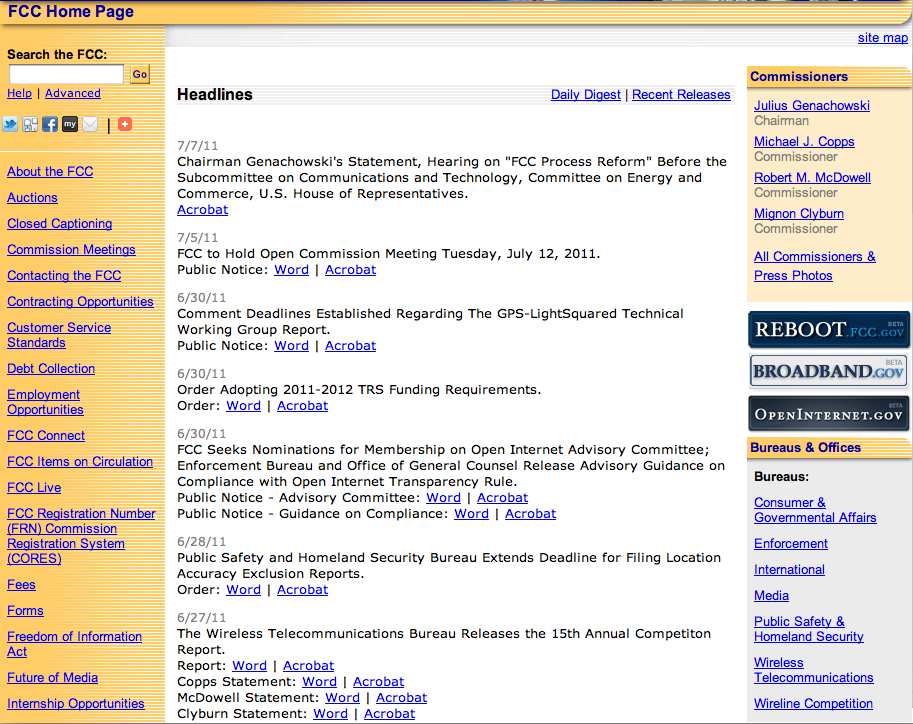 FCC Home Page
site map
Search the FCC:
Go
Help | Advanced
my
|
About the FCC
Auctions
Closed Captioning
Commission Meetings
Contacting the FCC
Contracting Opportunities
Customer Service
Standards
Debt Collection
Employment
Opportunities
FCC Connect
FCC Items on Circulation
FCC Live
FCC Registration Number
(FRN) Commission
Registration System
(CORES)
Fees
Forms
Freedom of Information
Act
Future of Media
Internship Opportunities
Headlines
Daily Digest | Recent Releases
7/7/11
Chairman Genachowski's Statement, Hearing on "FCC Process Reform" Before the
Subcommittee on Communications and Technology, Committee on Energy and
Commerce, U.S. House of Representatives.
Acrobat
7/5/11
FCC to Hold Open Commission Meeting Tuesday, July 12, 2011.
Public Notice: Word | Acrobat
6/30/11
Comment Deadlines Established Regarding The GPS-LightSquared Technical
Working Group Report.
Public Notice: Word | Acrobat
6/30/11
Order Adopting 2011-2012 TRS Funding Requirements.
Order: Word | Acrobat
6/30/11
FCC Seeks Nominations for Membership on Open Internet Advisory Committee;
Enforcement Bureau and Office of General Counsel Release Advisory Guidance on
Compliance with Open Internet Transparency Rule.
Public Notice - Advisory Committee: Word | Acrobat
Public Notice - Guidance on Compliance: Word | Acrobat
6/28/11
Public Safety and Homeland Security Bureau Extends Deadline for Filing Location
Accuracy Exclusion Reports.
Order: Word | Acrobat
6/27/11
The Wireless Telecommunications Bureau Releases the 15th Annual Competiton
Report.
Report: Word | Acrobat
Copps Statement: Word | Acrobat
McDowell Statement: Word | Acrobat
Clyburn Statement: Word | Acrobat
Commissioners
Julius Genachowski
Chairman
Michael J. Copps
Commissioner
Robert M. McDowell
Commissioner
Mignon Clyburn
Commissioner
All Commissioners &
Press Photos
BETA
REBOOT.FCC.GOV
BETA
BROADBAND.GOV
BETA
OPENINTERNET.GOV
Bureaus & Offices
Bureaus:
Consumer &
Governmental Affairs
Enforcement
International
Media
Public Safety &
Homeland Security
Wireless
Telecommunications
Wireline Competition